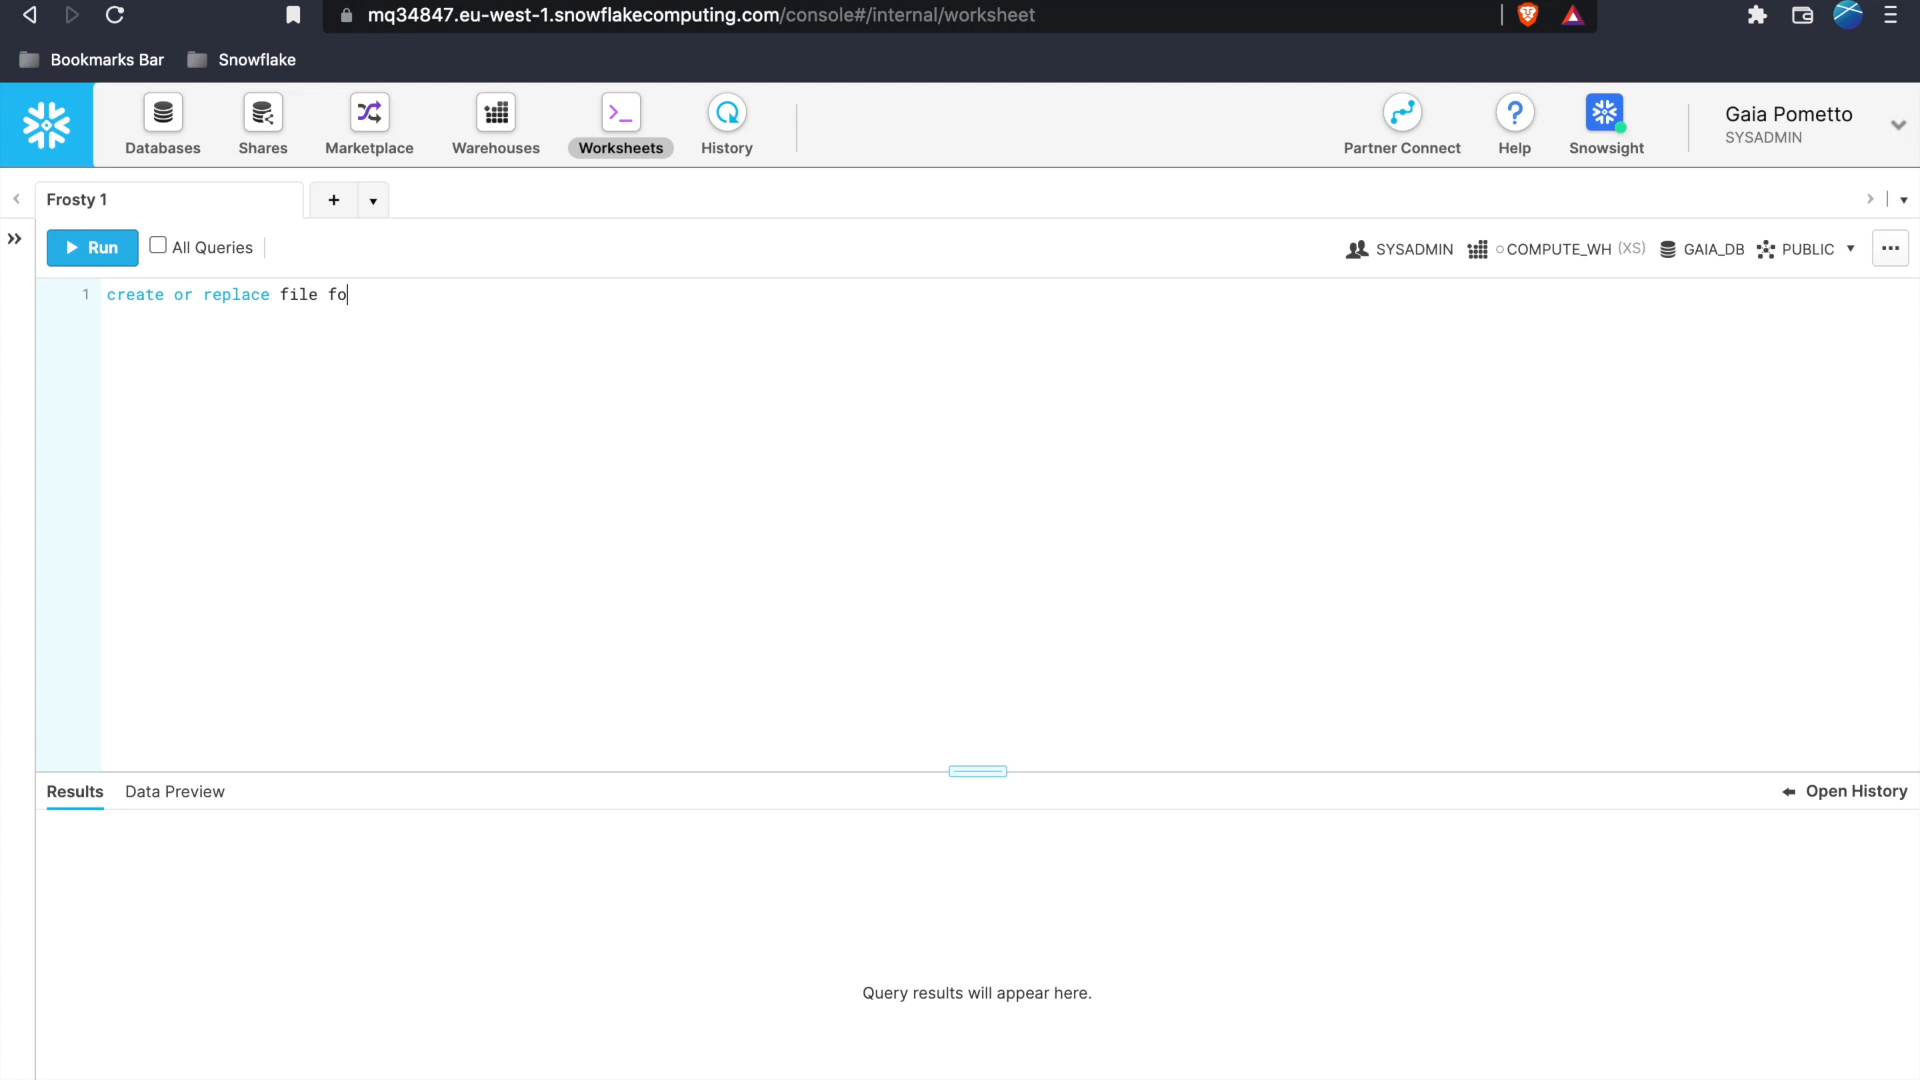 mq34847.eu-west-1.snowflakecomputing.com/console#/internal/worksheet
Bookmarks Bar Snowflake
Databases Shares Marketplace Warehouses Worksheets History Partner Connect ? Help Snowsight
Gaia Pometto
SYSADMIN
Frosty 1 +
Run All Queries SYSADMIN COMPUTE_WH (XS) GAIA_DB PUBLIC ...
1 create or replace file fo
Results Data Preview Open History
Query results will appear here.